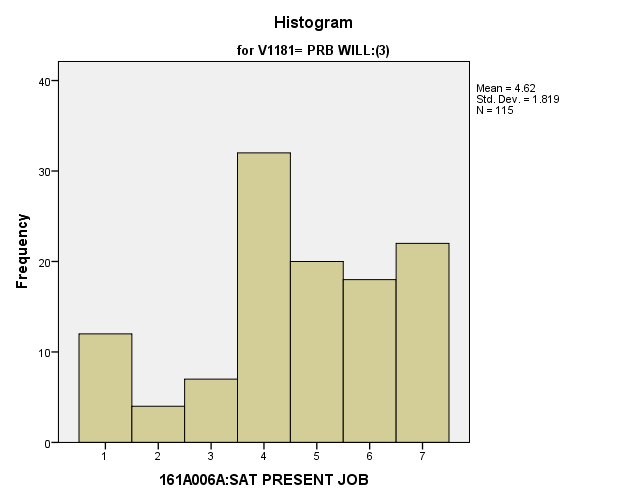 Histogram
for V1181= PRB WILL:(3)
Mean = 4.62
Std. Dev. = 1.819
N = 115
Frequency
40
30
20
10
0
1 2 3 4 5 6 7
161A006A:SAT PRESENT JOB